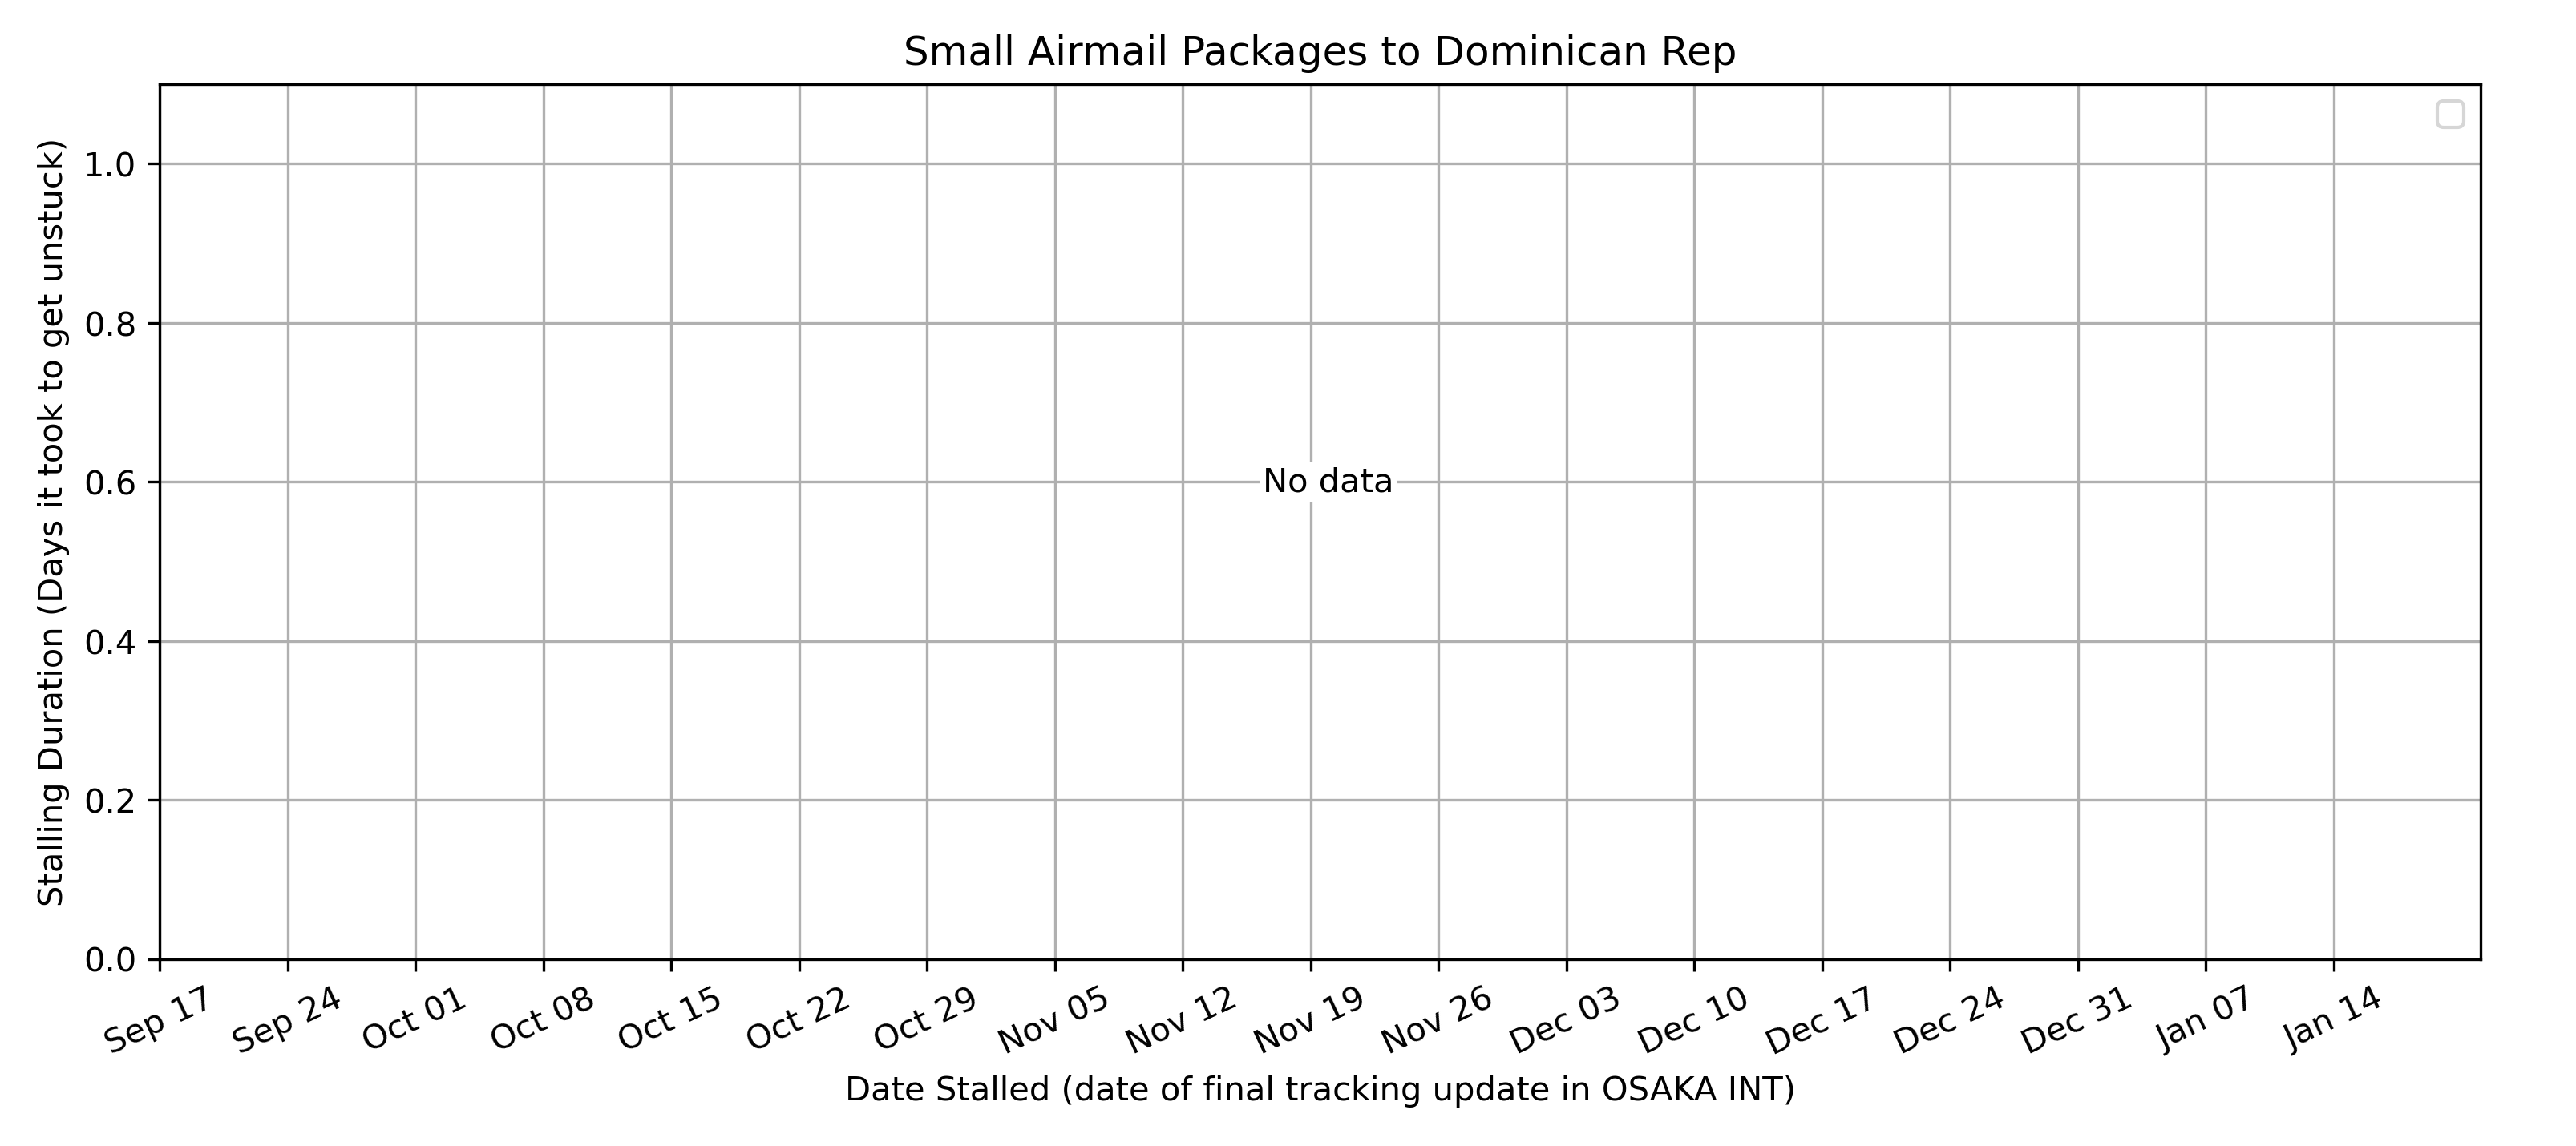 Small Airmail Packages to Dominican Rep
Stalling Duration (Days it took to get unstuck)
1.0
0.8
0.6
0.4
0.2
0.0
No data
Sep 17 Sep 24 Oct 01 Oct 08 Oct 15 Oct 22 Oct 29 Nov 05 Nov 12 Nov 19 Nov 26 Dec 03 Dec 10 Dec 17 Dec 24 Dec 31 Jan 07 Jan 14
Date Stalled (date of final tracking update in OSAKA INT)